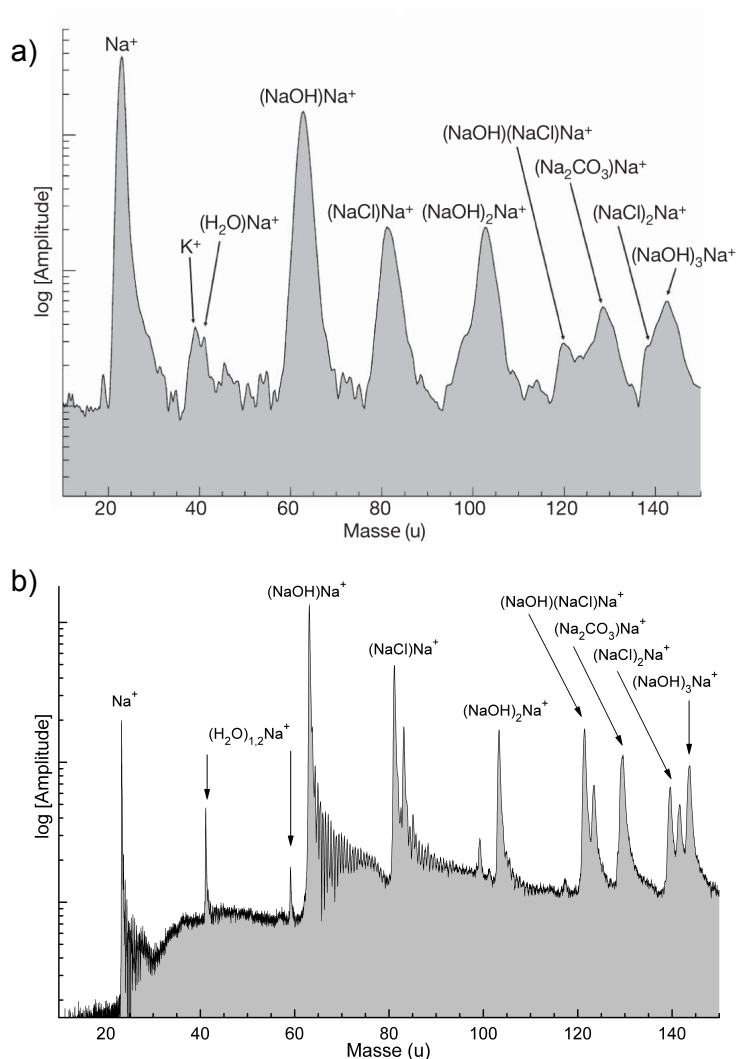 a)
Na⁺
(NaOH)Na⁺
(NaOH)(NaCl)Na⁺
(Na₂CO₃)Na⁺
(NaCl)Na⁺
(NaOH)₂Na⁺
(NaCl)₂Na⁺
(H₂O)Na⁺
K⁺
(NaOH)₃Na⁺
log [Amplitude]
20 40 60 80 100 120 140
Masse (u)
b)
(NaOH)Na⁺
(NaOH)(NaCl)Na⁺
(Na₂CO₃)Na⁺
(NaCl)Na⁺
(NaCl)₂Na⁺
(NaOH)₃Na⁺
Na⁺
(NaOH)₂Na⁺
(H₂O)₁,₂Na⁺
log [Amplitude]
20 40 60 80 100 120 140
Masse (u)